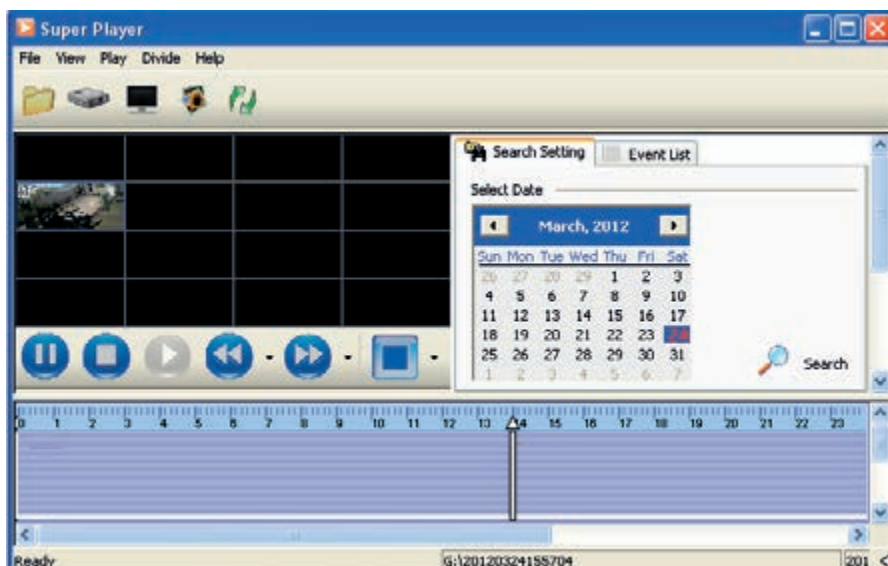 Super Player
File View Play Divide Help
Search Setting Event List
Select Date
March, 2012
Sun Mon Tue Wed Thu Fri Sat
26 27 28 29 1 2 3
4 5 6 7 8 9 10
11 12 13 14 15 16 17
18 19 20 21 22 23 24
25 26 27 28 29 30 31
1 2 3 4 5 6 7
Search
0 1 2 3 4 5 6 7 8 9 10 11 12 13 14 15 16 17 18 19 20 21 22 23
Ready G:\20120324155704 201